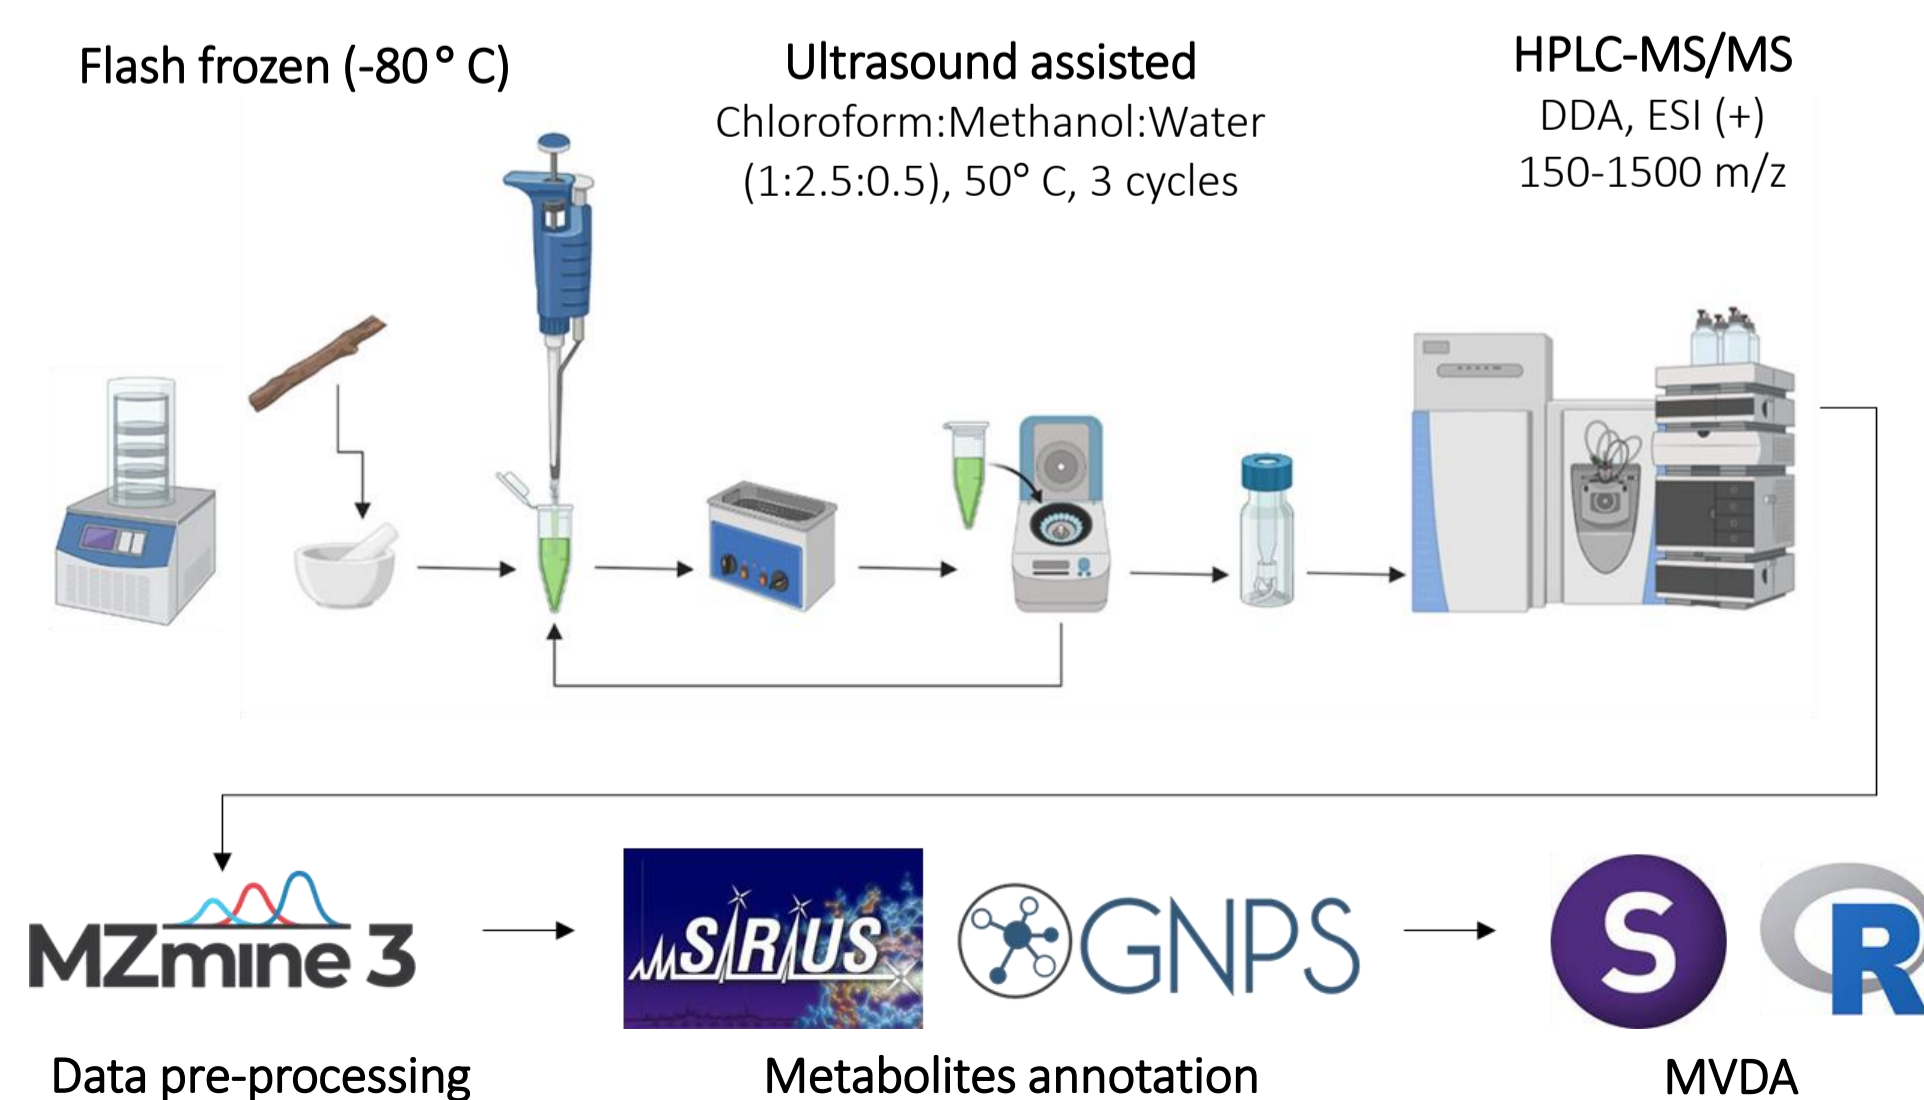 Flash frozen (-80° C)
Ultrasound assisted
Chloroform:Methanol:Water
(1:2.5:0.5), 50° C, 3 cycles
HPLC-MS/MS
DDA, ESI (+)
150-1500 m/z
MZmine 3
SIRIUS
GNPS
S
R
Data pre-processing
Metabolites annotation
MVDA